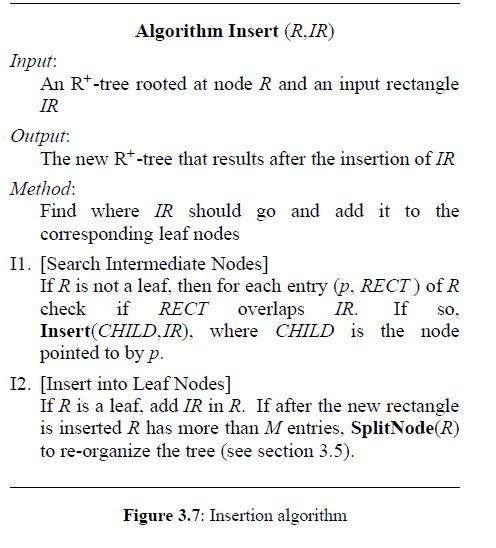 Algorithm Insert (R,IR)
Input:
An R+-tree rooted at node R and an input rectangle
IR
Output:
The new R+-tree that results after the insertion of IR
Method:
Find where IR should go and add it to the
corresponding leaf nodes
I1. [Search Intermediate Nodes]
If R is not a leaf, then for each entry (p, RECT) of R
check if RECT overlaps IR. If so,
Insert(CHILD,IR), where CHILD is the node
pointed to by p.
I2. [Insert into Leaf Nodes]
If R is a leaf, add IR in R. If after the new rectangle
is inserted R has more than M entries, SplitNode(R)
to re-organize the tree (see section 3.5).
Figure 3.7: Insertion algorithm